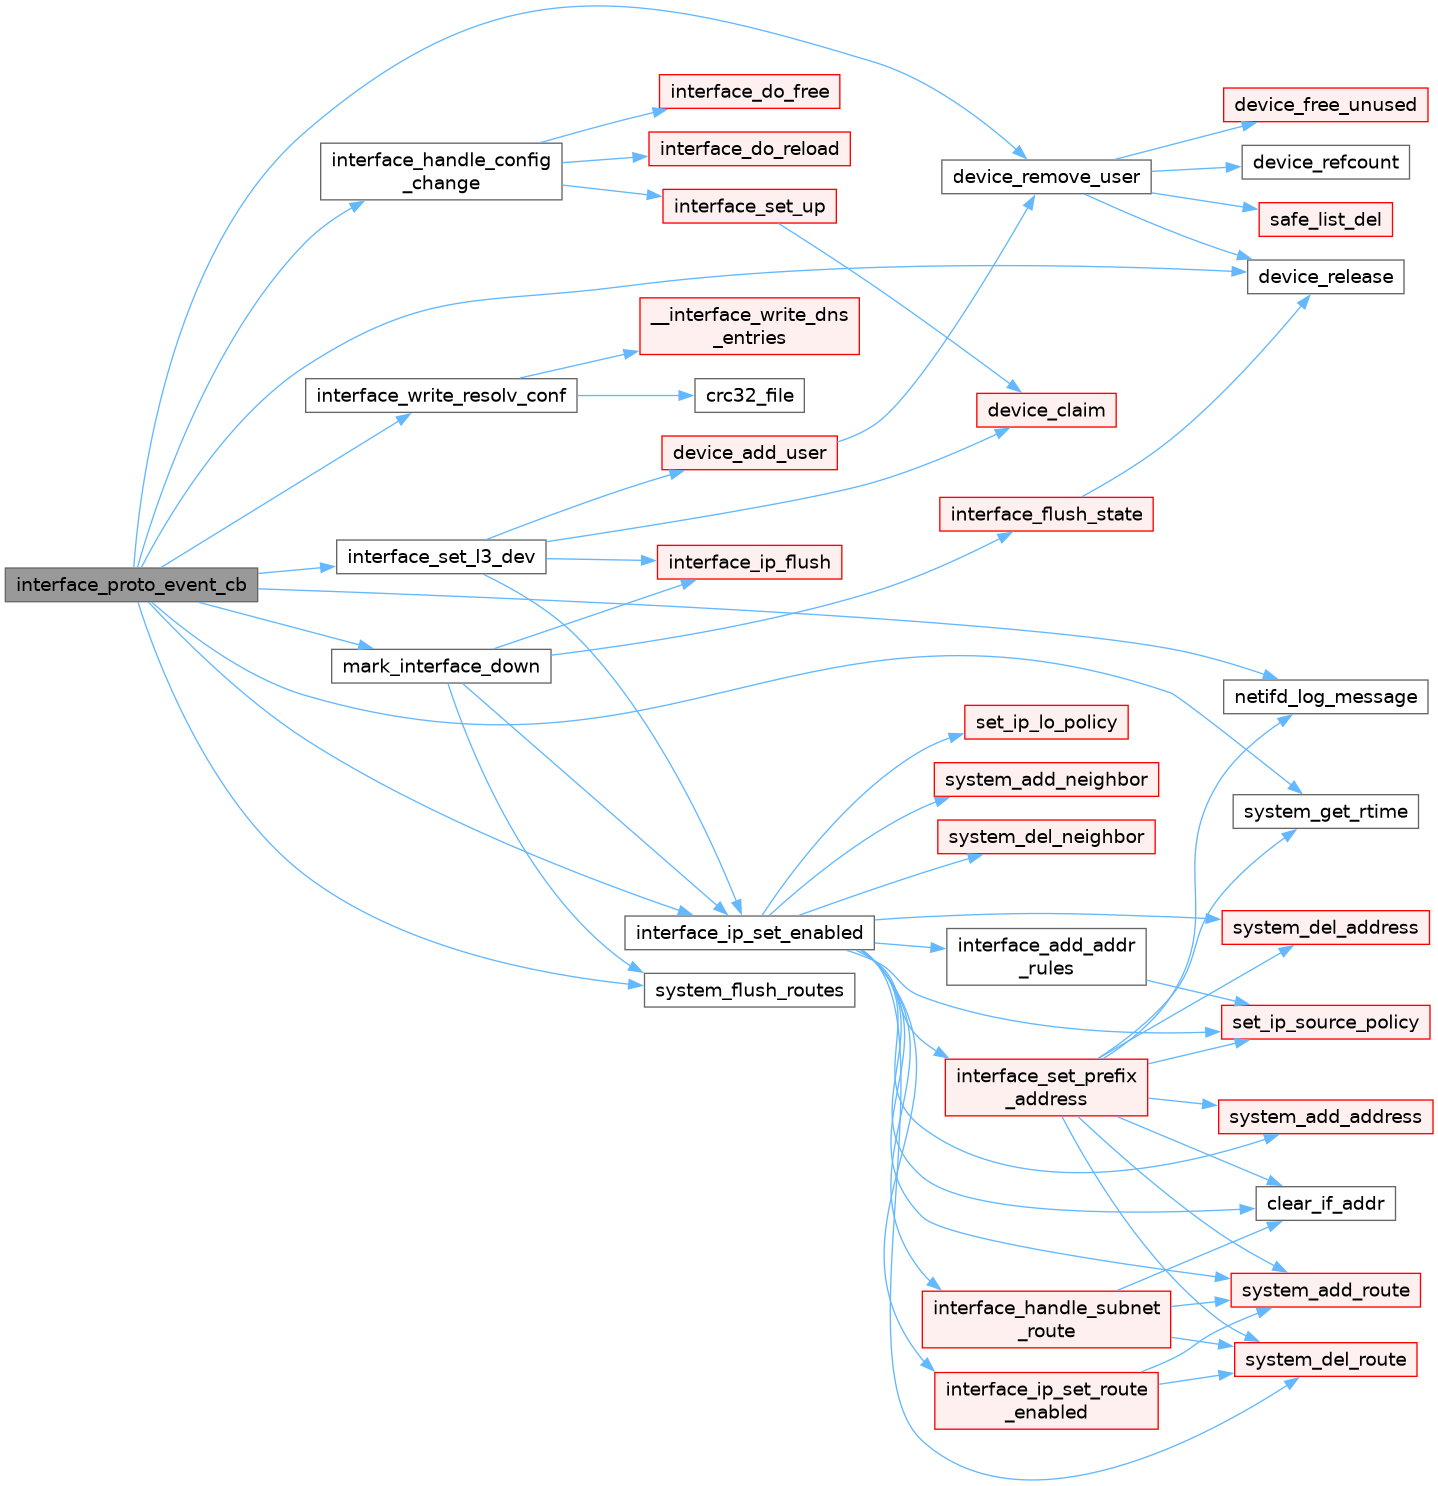 interface_proto_event_cb
interface_handle_config
_change
interface_do_free
interface_do_reload
interface_set_up
device_remove_user
device_free_unused
device_refcount
safe_list_del
device_release
__interface_write_dns
_entries
interface_write_resolv_conf
crc32_file
device_claim
device_add_user
interface_flush_state
interface_set_l3_dev
interface_ip_flush
mark_interface_down
netifd_log_message
set_ip_lo_policy
system_add_neighbor
system_get_rtime
system_del_neighbor
interface_ip_set_enabled
system_del_address
interface_add_addr
_rules
system_flush_routes
set_ip_source_policy
interface_set_prefix
_address
system_add_address
clear_if_addr
system_add_route
interface_handle_subnet
_route
system_del_route
interface_ip_set_route
_enabled